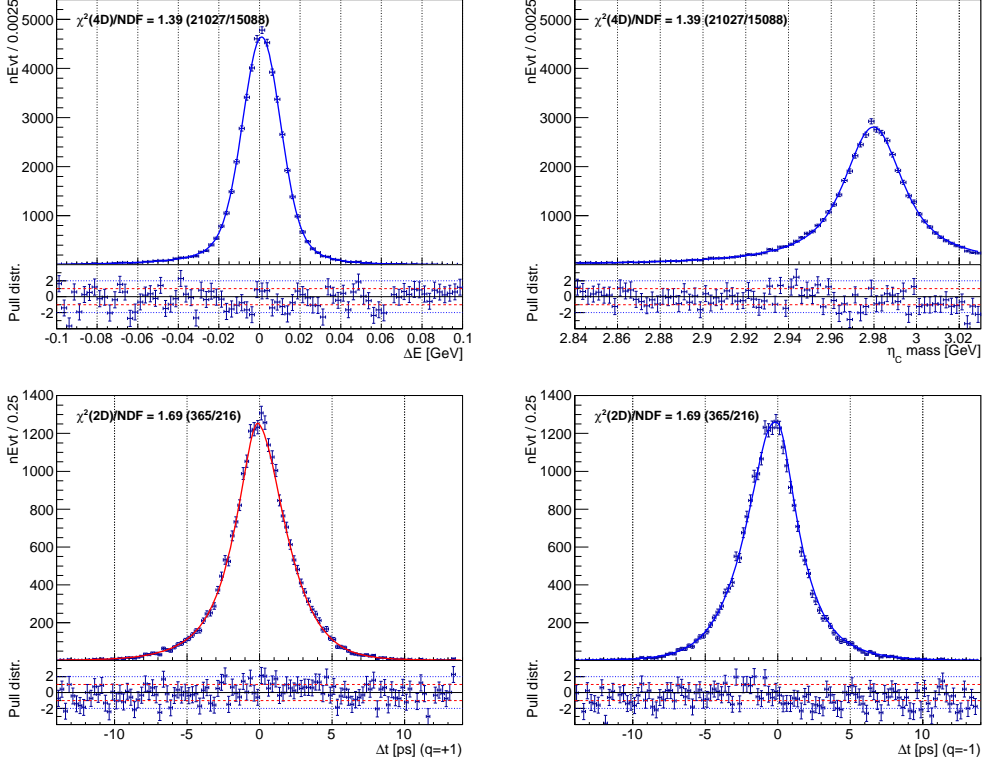 χ²(4D)/NDF = 1.39 (21027/15088)
nEvt / 0.0025
5000
4000
3000
2000
1000
Pull distr.
2
0
-2
-0.1 -0.08 -0.06 -0.04 -0.02 0 0.02 0.04 0.06 0.08 0.1
ΔE [GeV]
χ²(4D)/NDF = 1.39 (21027/15088)
nEvt / 0.0025
5000
4000
3000
2000
1000
Pull distr.
2
0
-2
2.84 2.86 2.88 2.9 2.92 2.94 2.96 2.98 3 3.02
η_C mass [GeV]
χ²(2D)/NDF = 1.69 (365/216)
nEvt / 0.25
1400
1200
1000
800
600
400
200
Pull distr.
2
0
-2
-10 -5 0 5 10
Δt [ps] (q=+1)
χ²(2D)/NDF = 1.69 (365/216)
nEvt / 0.25
1400
1200
1000
800
600
400
200
Pull distr.
2
0
-2
-10 -5 0 5 10
Δt [ps] (q=-1)